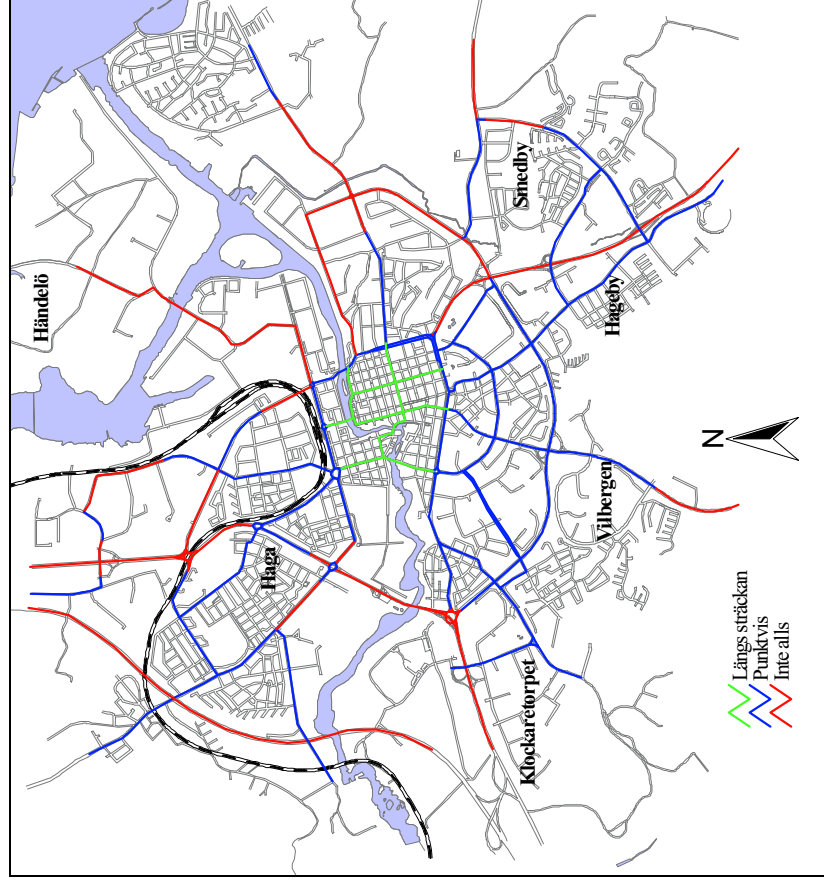 Händelö
Smedby
Hageby
Haga
Vilbergen
Klockaretorpet
N
Längs sträckan
Punktvis
Inte alls